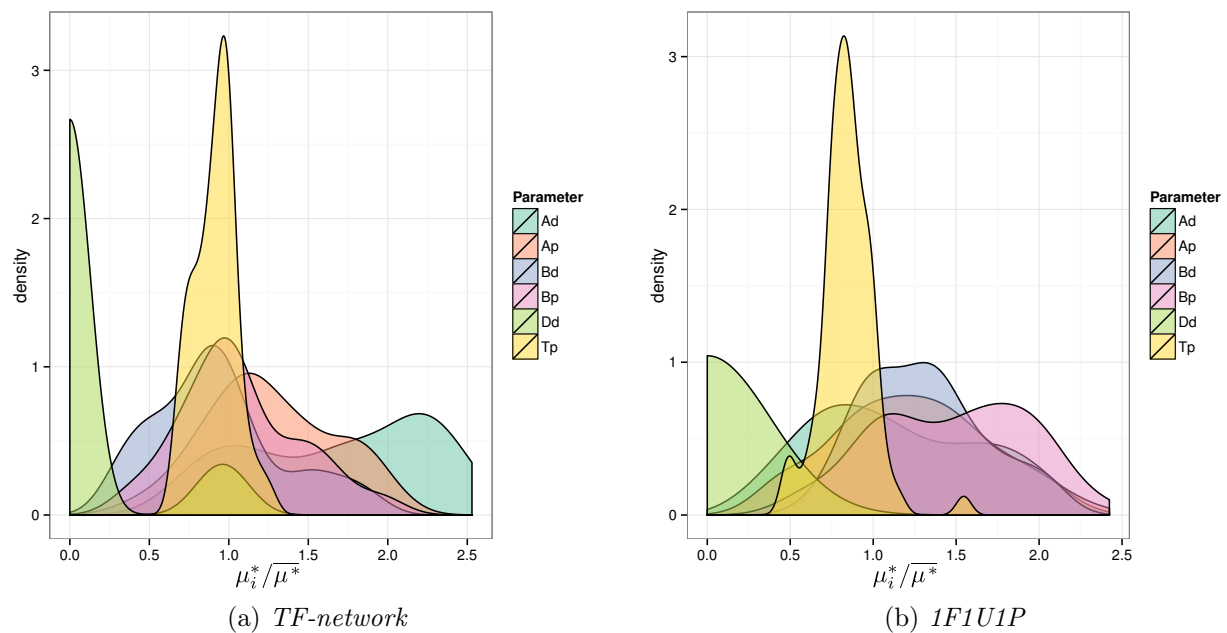 3
2
1
0
density
0.0 0.5 1.0 1.5 2.0 2.5
μ*i/μ*
Parameter
Ad
Ap
Bd
Bp
Dd
Tp
(a) TF-network
3
2
1
0
density
0.0 0.5 1.0 1.5 2.0 2.5
μ*i/μ*
Parameter
Ad
Ap
Bd
Bp
Dd
Tp
(b) 1F1U1P